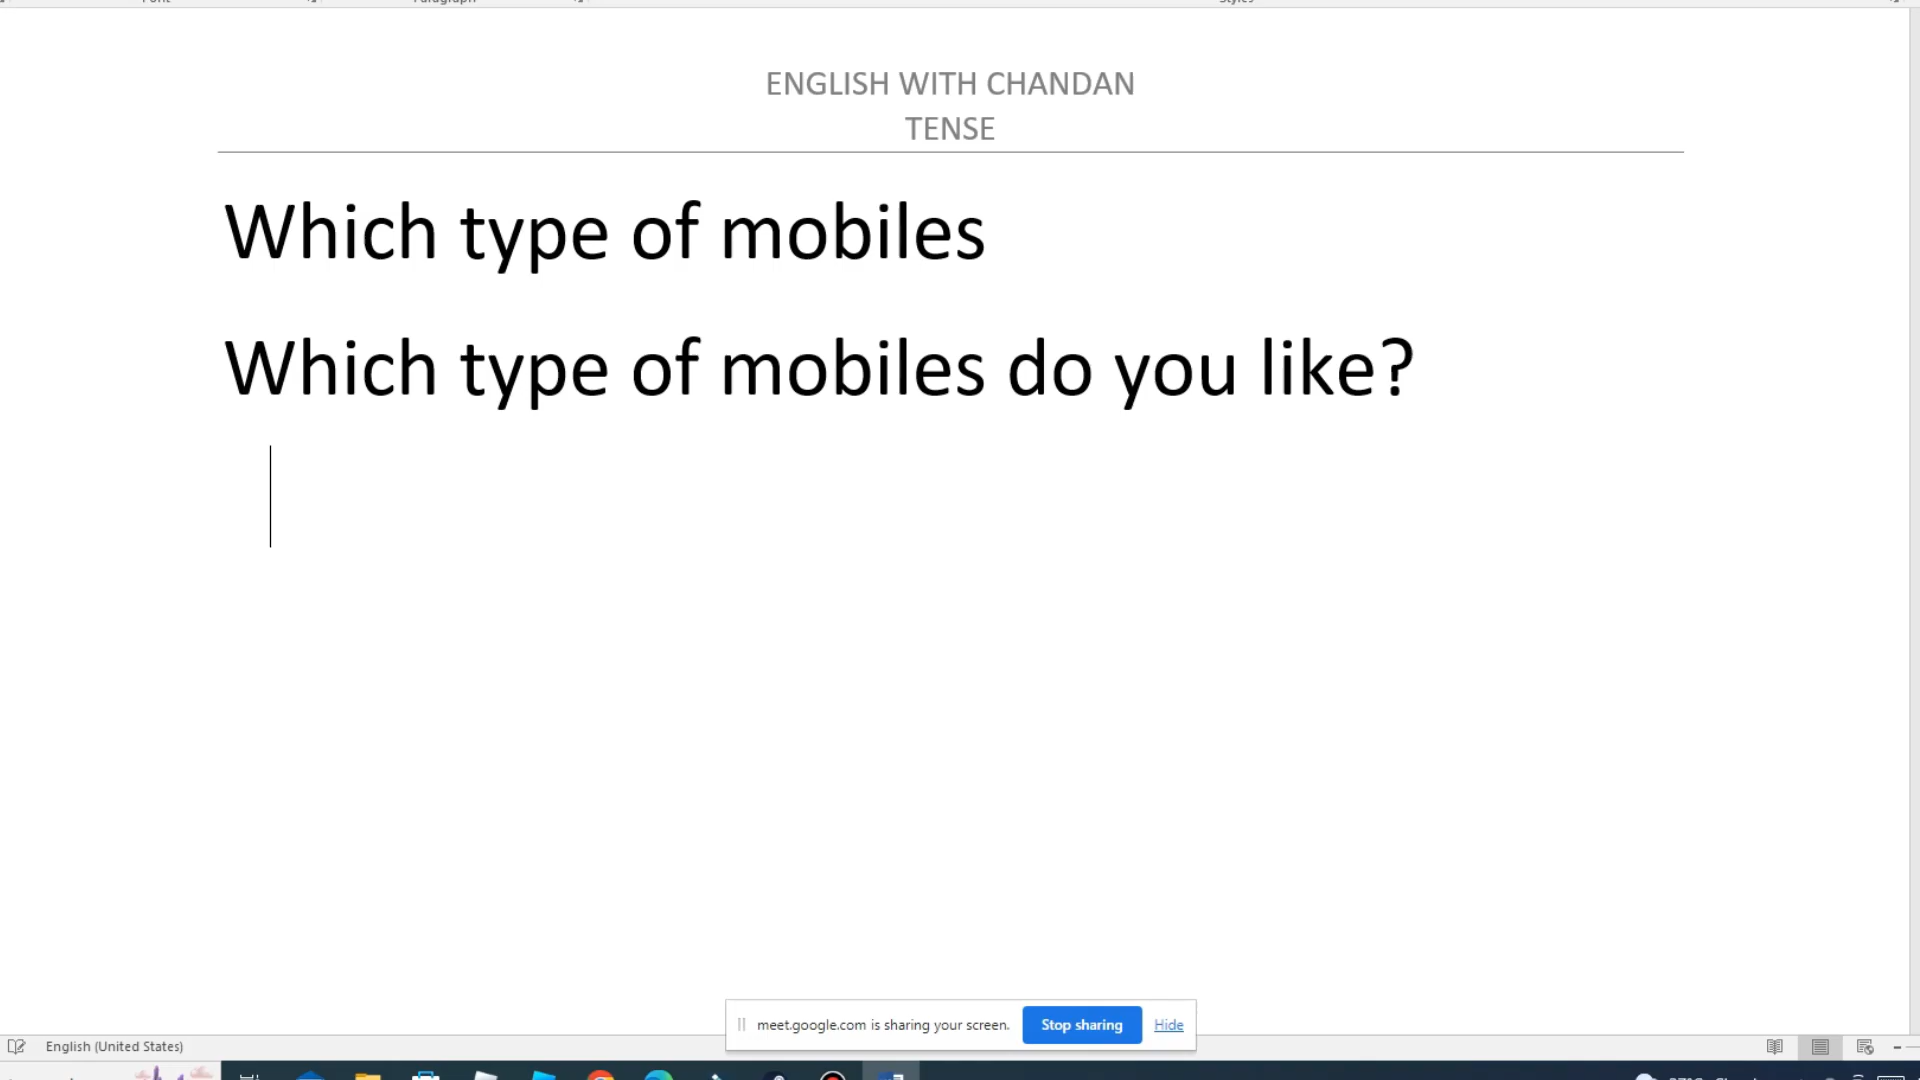 ENGLISH WITH CHANDAN
TENSE
Which type of mobiles
Which type of mobiles do you like?
meet.google.com is sharing your screen. Stop sharing Hide
English (United States)